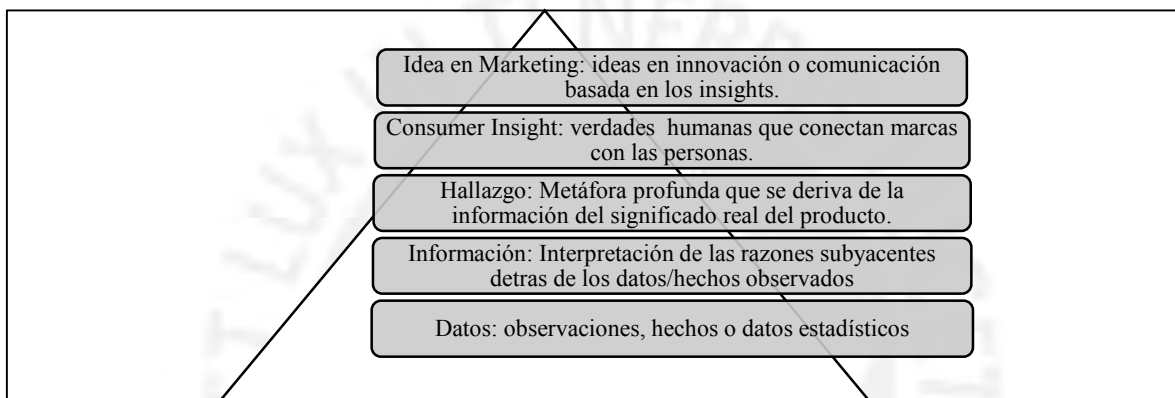 Idea en Marketing: ideas en innovación o comunicación
basada en los insights.
Consumer Insight: verdades humanas que conectan marcas
con las personas.
Hallazgo: Metáfora profunda que se deriva de la
información del significado real del producto.
Información: Interpretación de las razones subyacentes
detras de los datos/hechos observados
Datos: observaciones, hechos o datos estadísticos